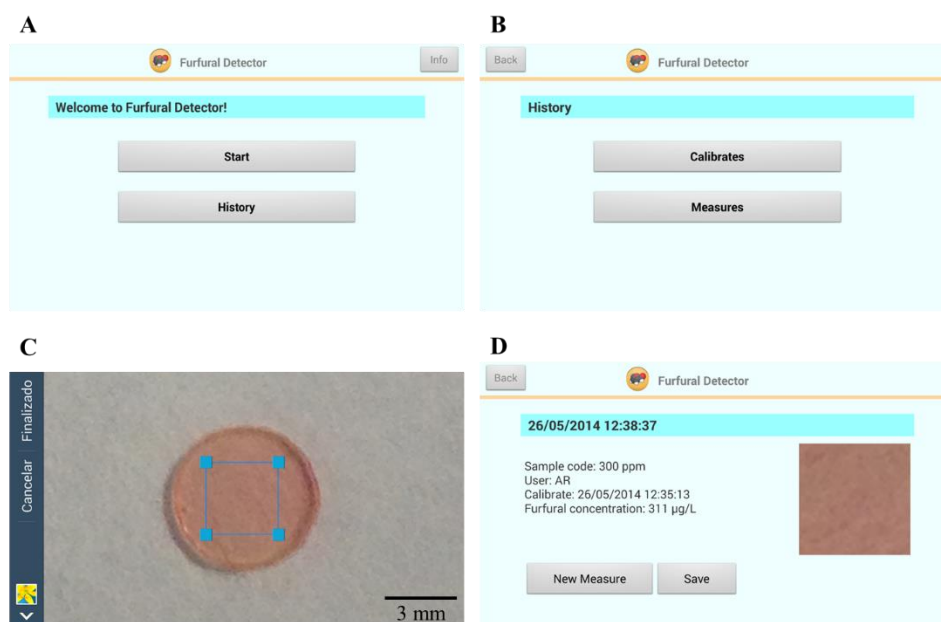 A
Furfural Detector
Info
Welcome to Furfural Detector!
Start
History
B
Back
Furfural Detector
History
Calibrates
Measures
C
Cancelar
Finalizado
3 mm
D
Back
Furfural Detector
26/05/2014 12:38:37
Sample code: 300 ppm
User: AR
Calibrate: 26/05/2014 12:35:13
Furfural concentration: 311 µg/L
New Measure
Save